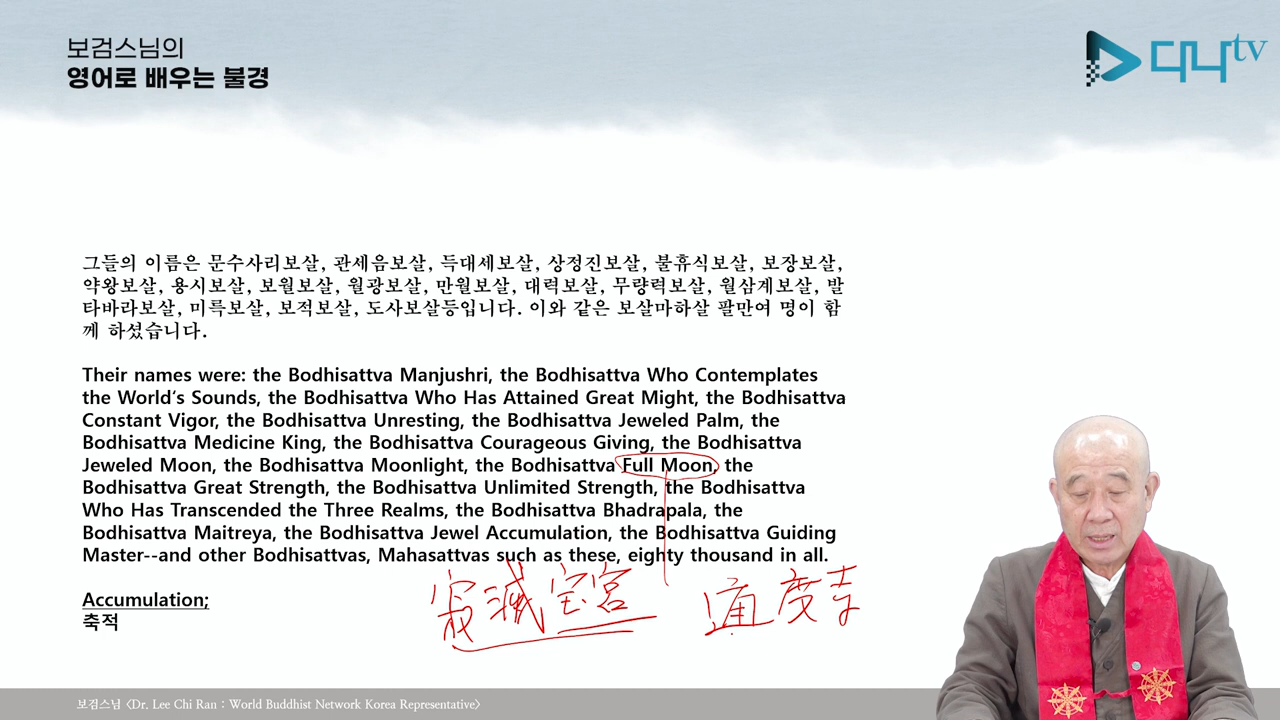 보검스님의
영어로 배우는 불경
디나tv
그들의 이름은 문수사리보살, 관세음보살, 득대세보살, 상정진보살, 불휴식보살, 보장보살,
약왕보살, 용시보살, 보월보살, 월광보살, 만월보살, 대력보살, 무량력보살, 월삼계보살, 발
타바라보살, 미륵보살, 보적보살, 도사보살등입니다. 이와 같은 보살마하살 팔만여 명이 함
께 하셨습니다.
Their names were: the Bodhisattva Manjushri, the Bodhisattva Who Contemplates
the World‘s Sounds, the Bodhisattva Who Has Attained Great Might, the Bodhisattva
Constant Vigor, the Bodhisattva Unresting, the Bodhisattva Jeweled Palm, the
Bodhisattva Medicine King, the Bodhisattva Courageous Giving, the Bodhisattva
Jeweled Moon, the Bodhisattva Moonlight, the Bodhisattva Full Moon, the
Bodhisattva Great Strength, the Bodhisattva Unlimited Strength, the Bodhisattva
Who Has Transcended the Three Realms, the Bodhisattva Bhadrapala, the
Bodhisattva Maitreya, the Bodhisattva Jewel Accumulation, the Bodhisattva Guiding
Master--and other Bodhisattvas, Mahasattvas such as these, eighty thousand in all.
寂滅宝宮 通度寺
Accumulation;
축적
보검스님 <Dr. Lee Chi Ran : World Buddhist Network Korea Representative>